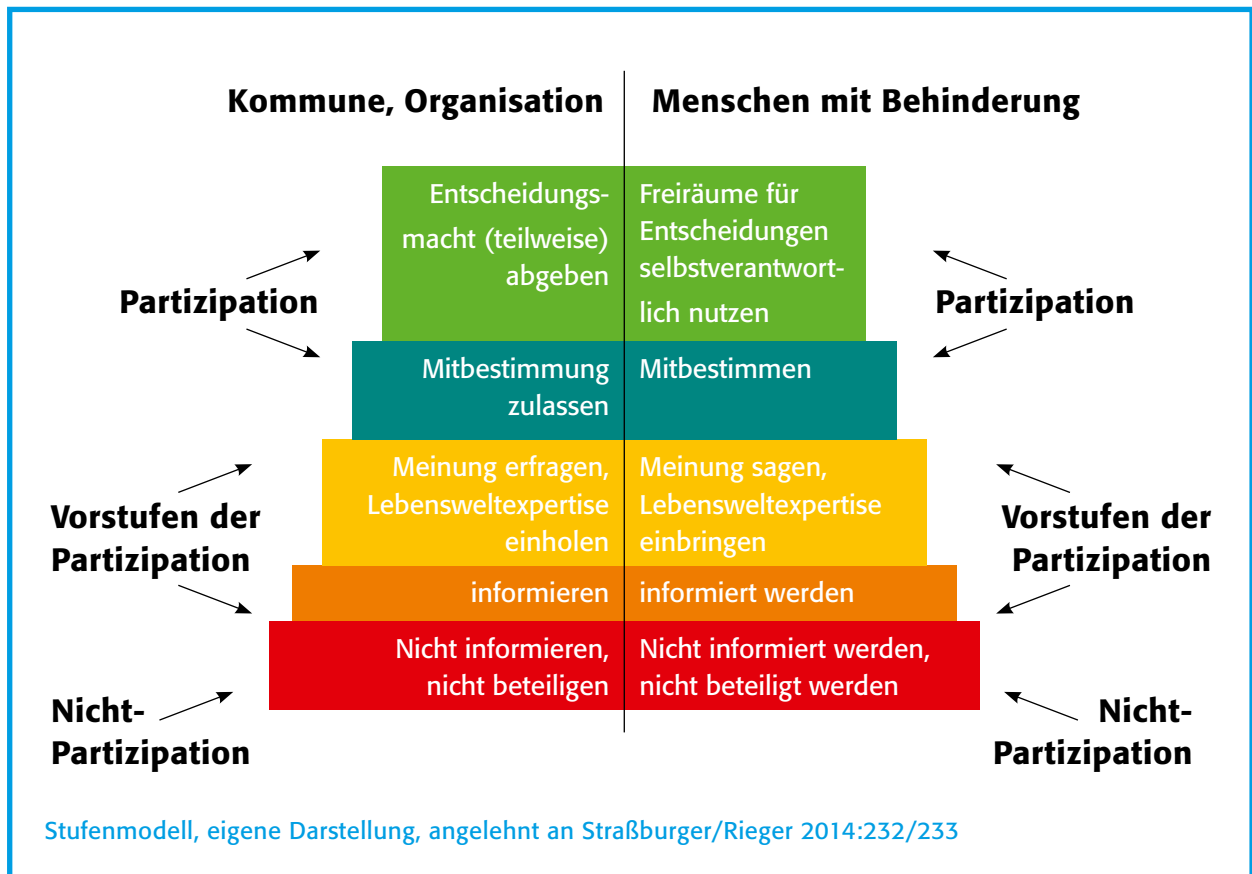 Kommune, Organisation
Menschen mit Behinderung
Entscheidungs-
macht (teilweise)
abgeben
Freiräume für
Entscheidungen
selbstverantwort-
lich nutzen
Partizipation
Partizipation
Mitbestimmung
zulassen
Mitbestimmen
Meinung erfragen,
Lebensweltexpertise
einholen
Meinung sagen,
Lebensweltexpertise
einbringen
Vorstufen der
Partizipation
Vorstufen der
Partizipation
informieren
informiert werden
Nicht informieren,
nicht beteiligen
Nicht informiert werden,
nicht beteiligt werden
Nicht-
Partizipation
Nicht-
Partizipation
Stufenmodell, eigene Darstellung, angelehnt an Straßburger/Rieger 2014:232/233